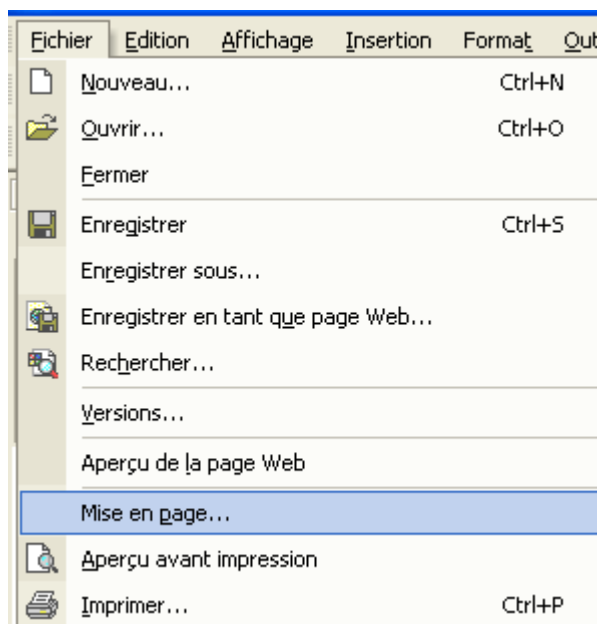 Fichier Edition Affichage Insertion Format Out
Nouveau... Ctrl+N
Ouvrir... Ctrl+O
Fermer
Enregistrer Ctrl+S
Enregistrer sous...
Enregistrer en tant que page Web...
Rechercher...
Versions...
Aperçu de la page Web
Mise en page...
Aperçu avant impression
Imprimer... Ctrl+P